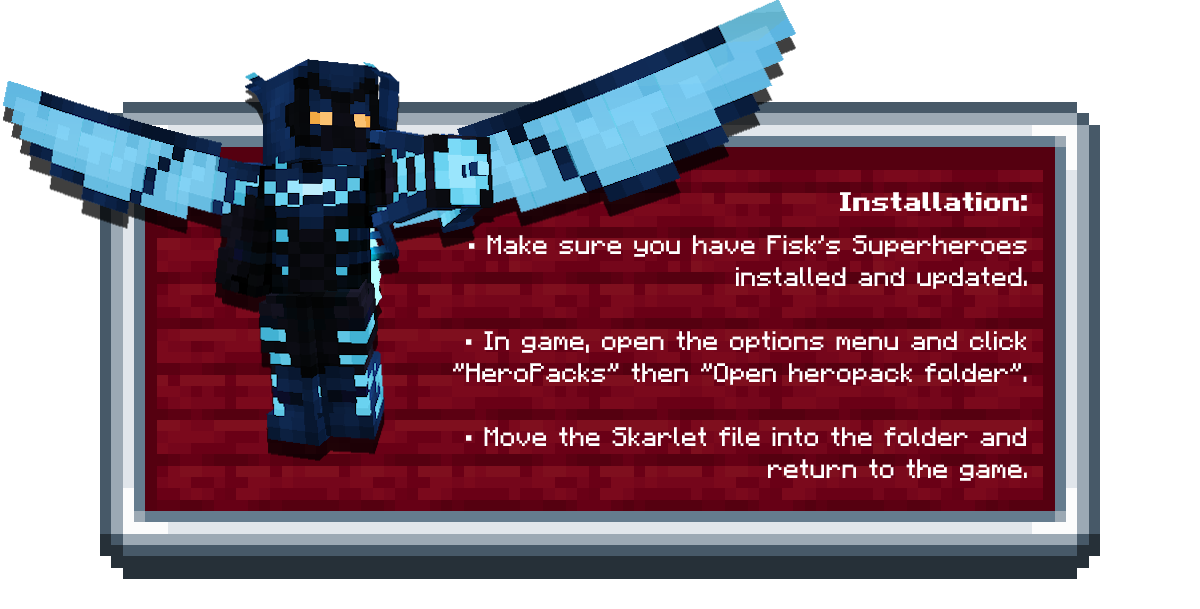 Installation:
• Make sure you have Fisk's Superheroes
installed and updated.
• In game, open the options menu and click
"HeroPacks" then "Open heropack folder".
• Move the Skarlet file into the folder and
return to the game.